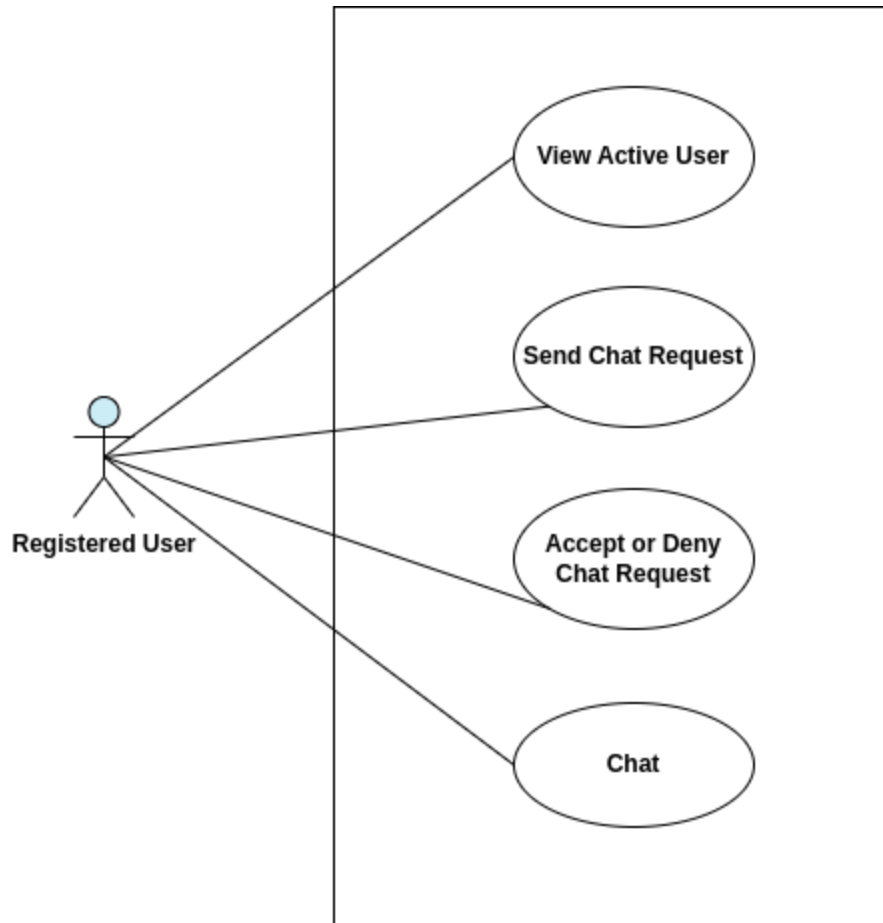 View Active User
Send Chat Request
Registered User
Accept or Deny
Chat Request
Chat